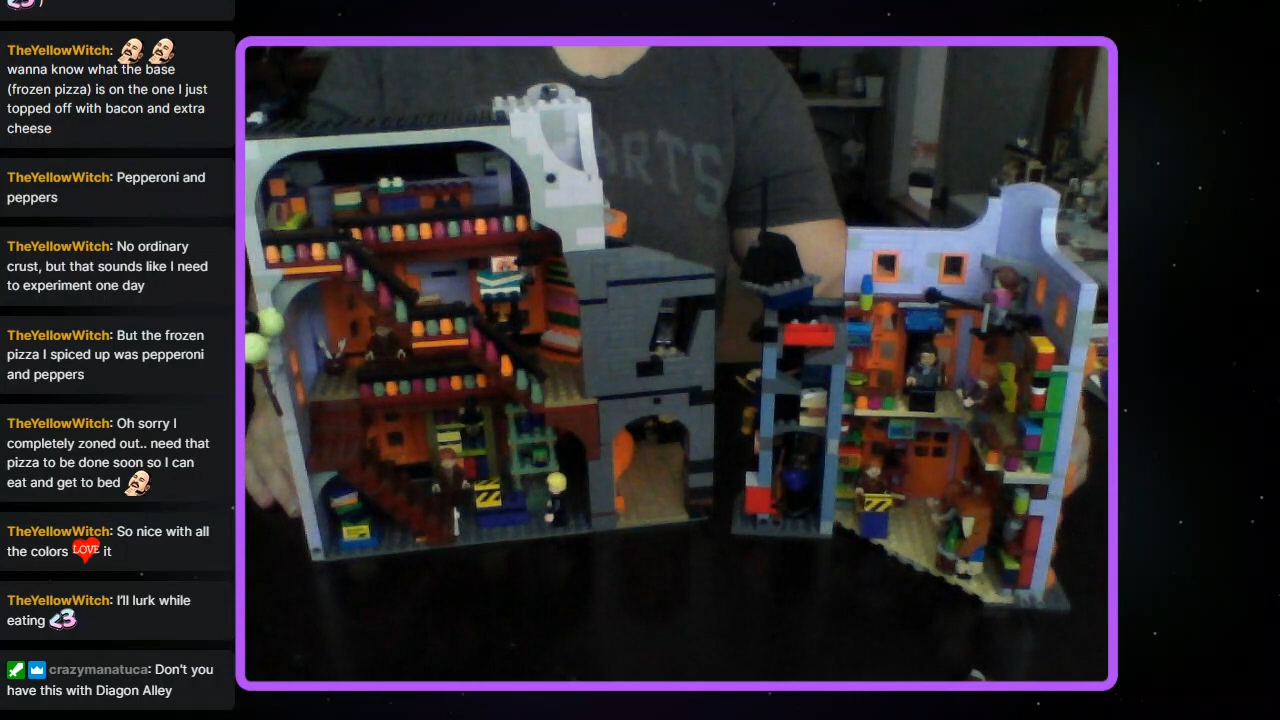 TheYellowWitch:
wanna know what the base
(frozen pizza) is on the one I just
topped off with bacon and extra
cheese
TheYellowWitch: Pepperoni and
peppers
TheYellowWitch: No ordinary
crust, but that sounds like I need
to experiment one day
TheYellowWitch: But the frozen
pizza I spiced up was pepperoni
and peppers
TheYellowWitch: Oh sorry I
completely zoned out.. need that
pizza to be done soon so I can
eat and get to bed
TheYellowWitch: So nice with all
the colors LOVE it
TheYellowWitch: I'll lurk while
eating <3
crazymanatuca: Don't you
have this with Diagon Alley
ARTS